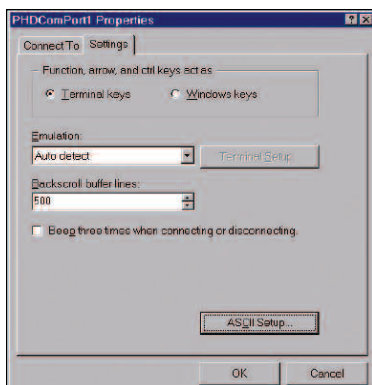 PHDComPort1 Properties
Connect To Settings
Function, arrow, and ctrl keys act as
Terminal keys Windows keys
Emulation:
Auto detect Terminal Setup...
Backscroll buffer lines:
500
Beep three times when connecting or disconnecting.
ASCII Setup...
OK Cancel